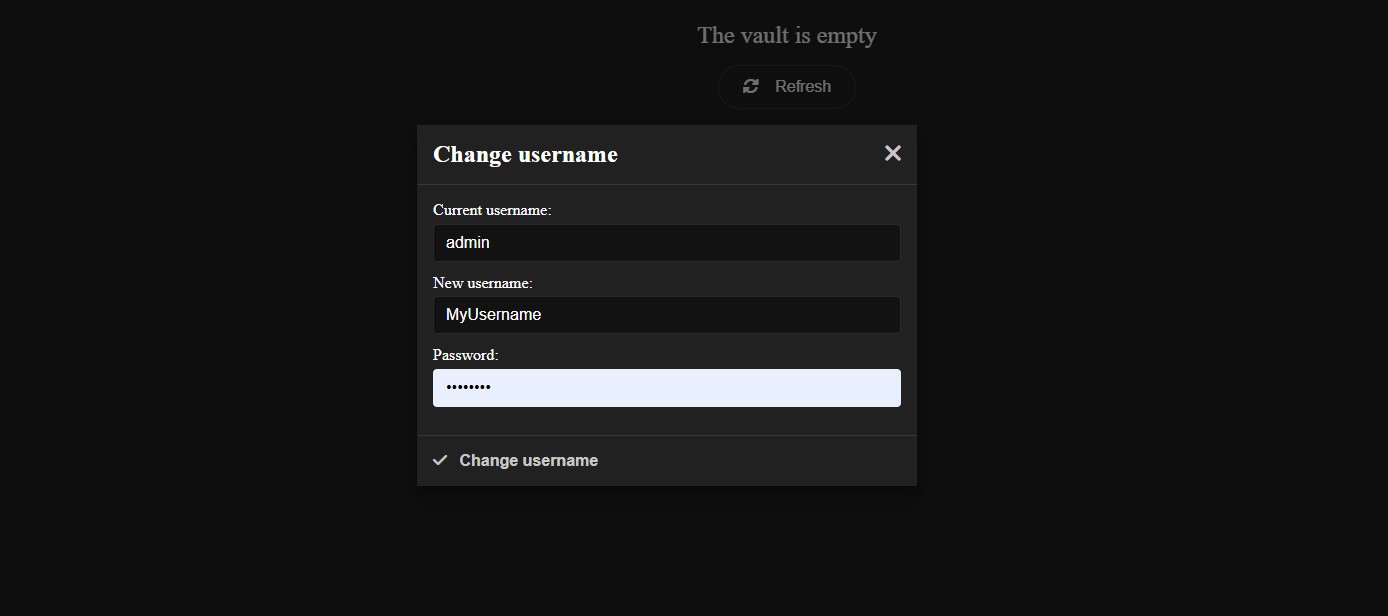 The vault is empty
Refresh
Change username
Current username:
admin
New username:
MyUsername
Password:
••••••••
Change username